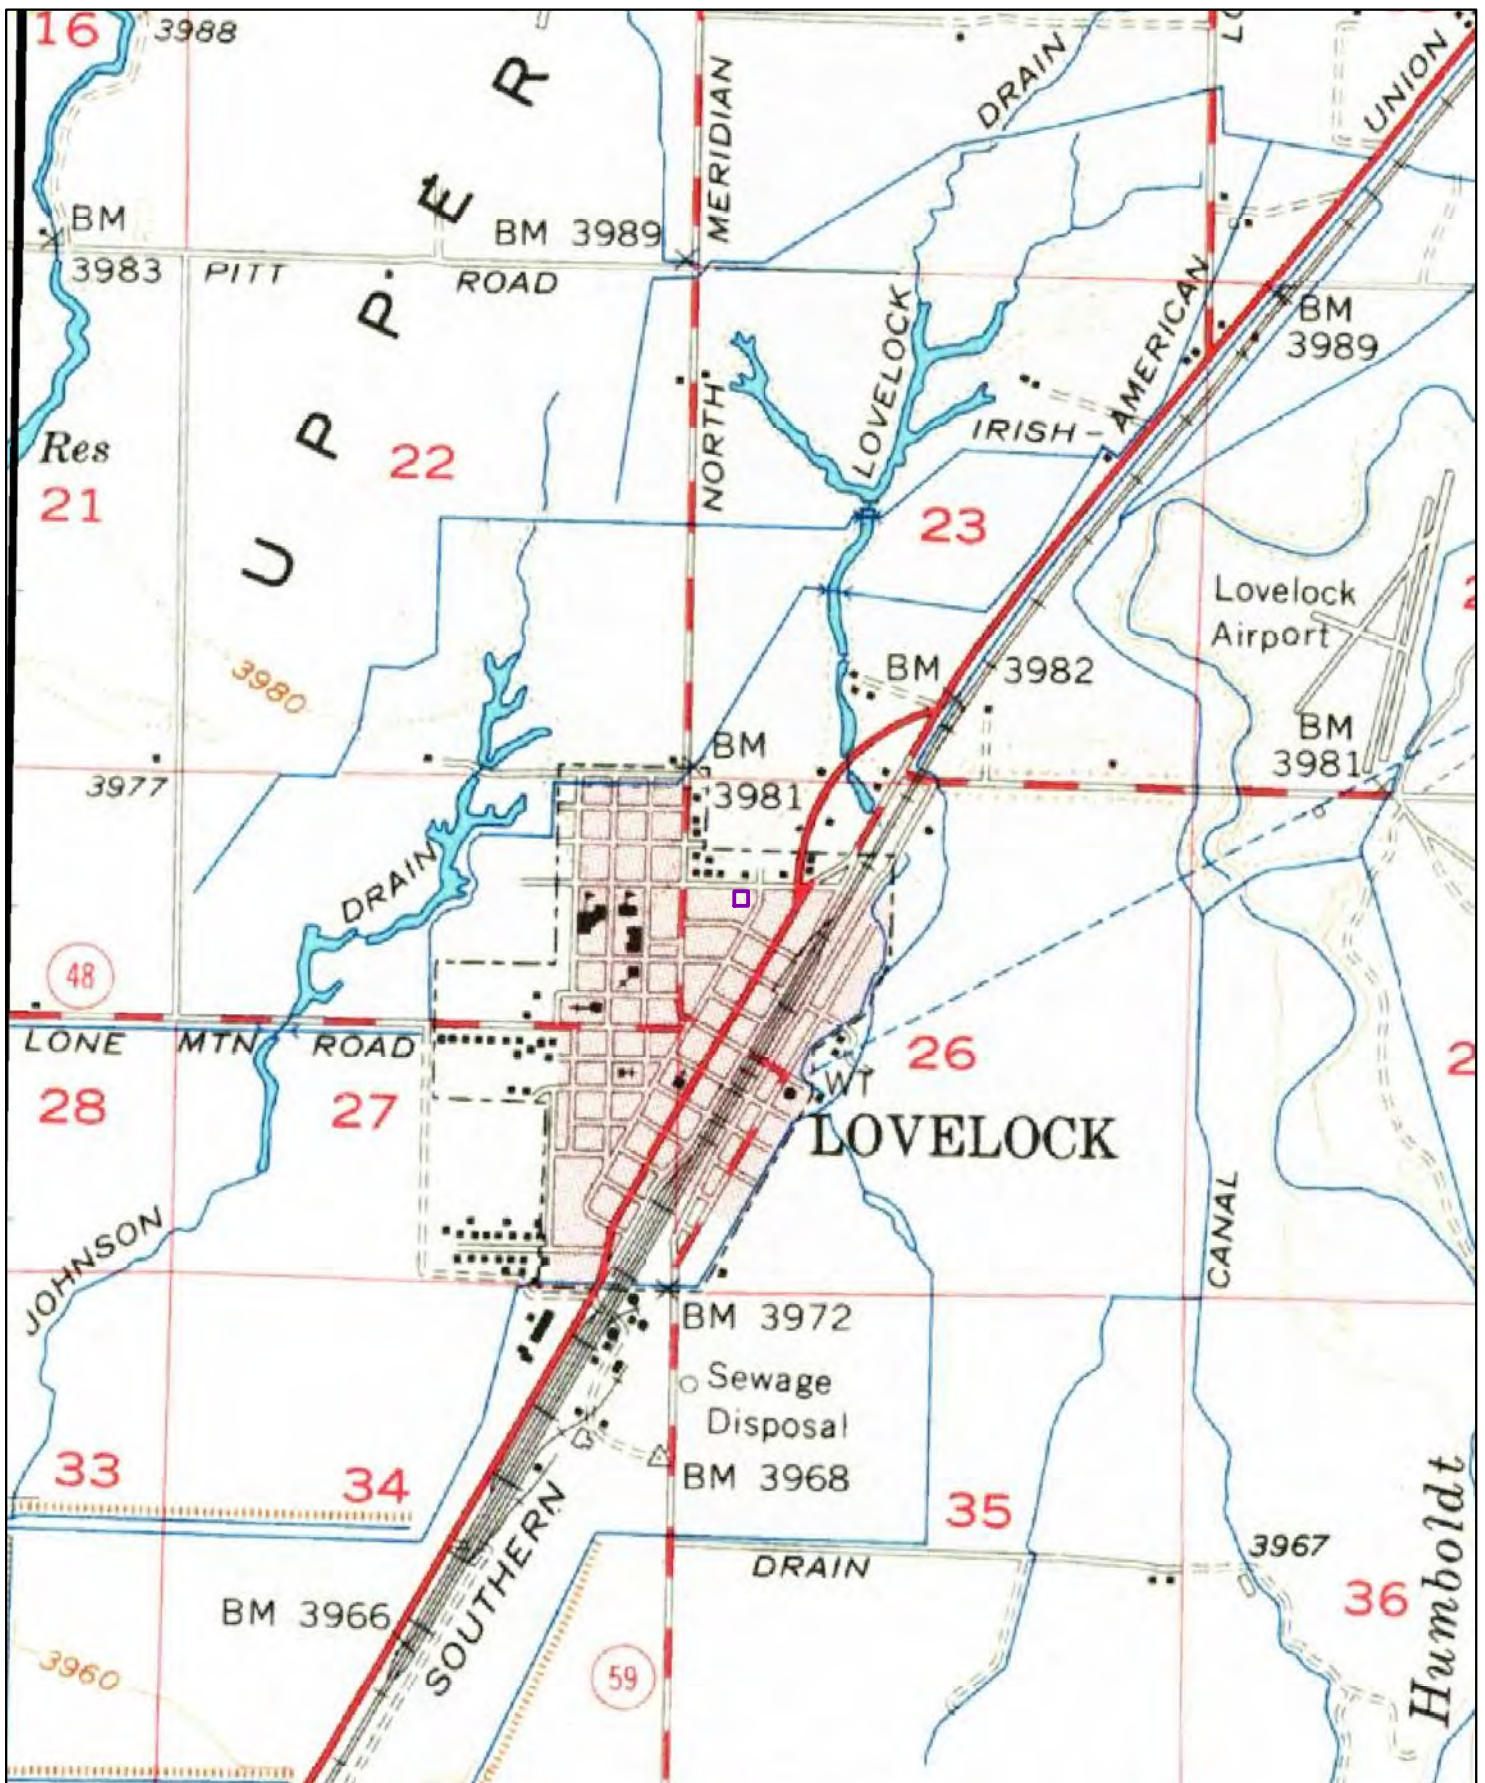 16
3988
UPPER
MERIDIAN
DRAIN
LO
UNION
BM
3983
PITT
ROAD
BM 3989
BM
3989
LOVELOCK
AMERICAN
IRISH-
NORTH
Res
21
22
23
Lovelock
Airport
2
3980
BM
3982
BM
3981
BM
3981
3977
DRAIN
48
LONE MTN ROAD
WT
26
2
28
27
LOVELOCK
JOHNSON
CANAL
BM 3972
Sewage
Disposal
BM 3968
33
34
35
SOUTHERN
DRAIN
3967
36
Humboldt
BM 3966
3960
59